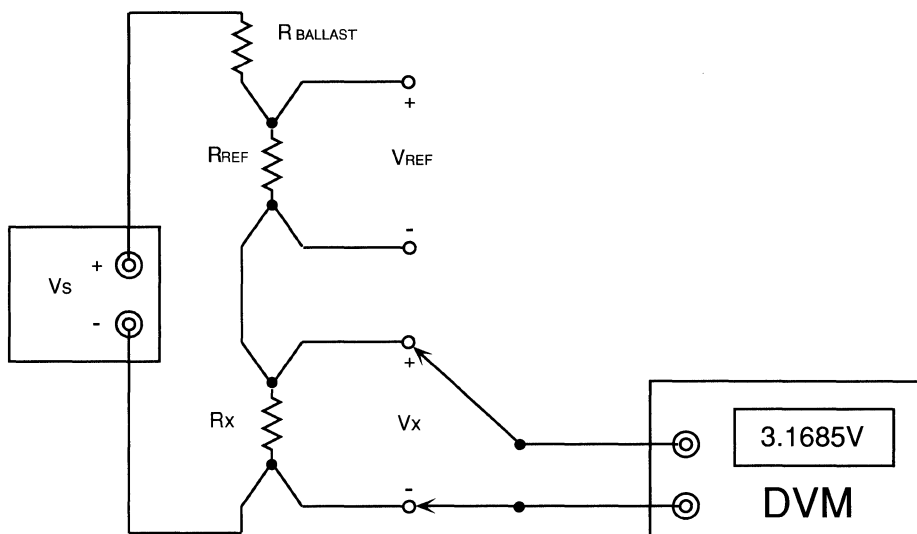 R BALLAST
+
RREF
VREF
-
+
Vs
-
+
Rx
Vx
3.1685V
-
DVM